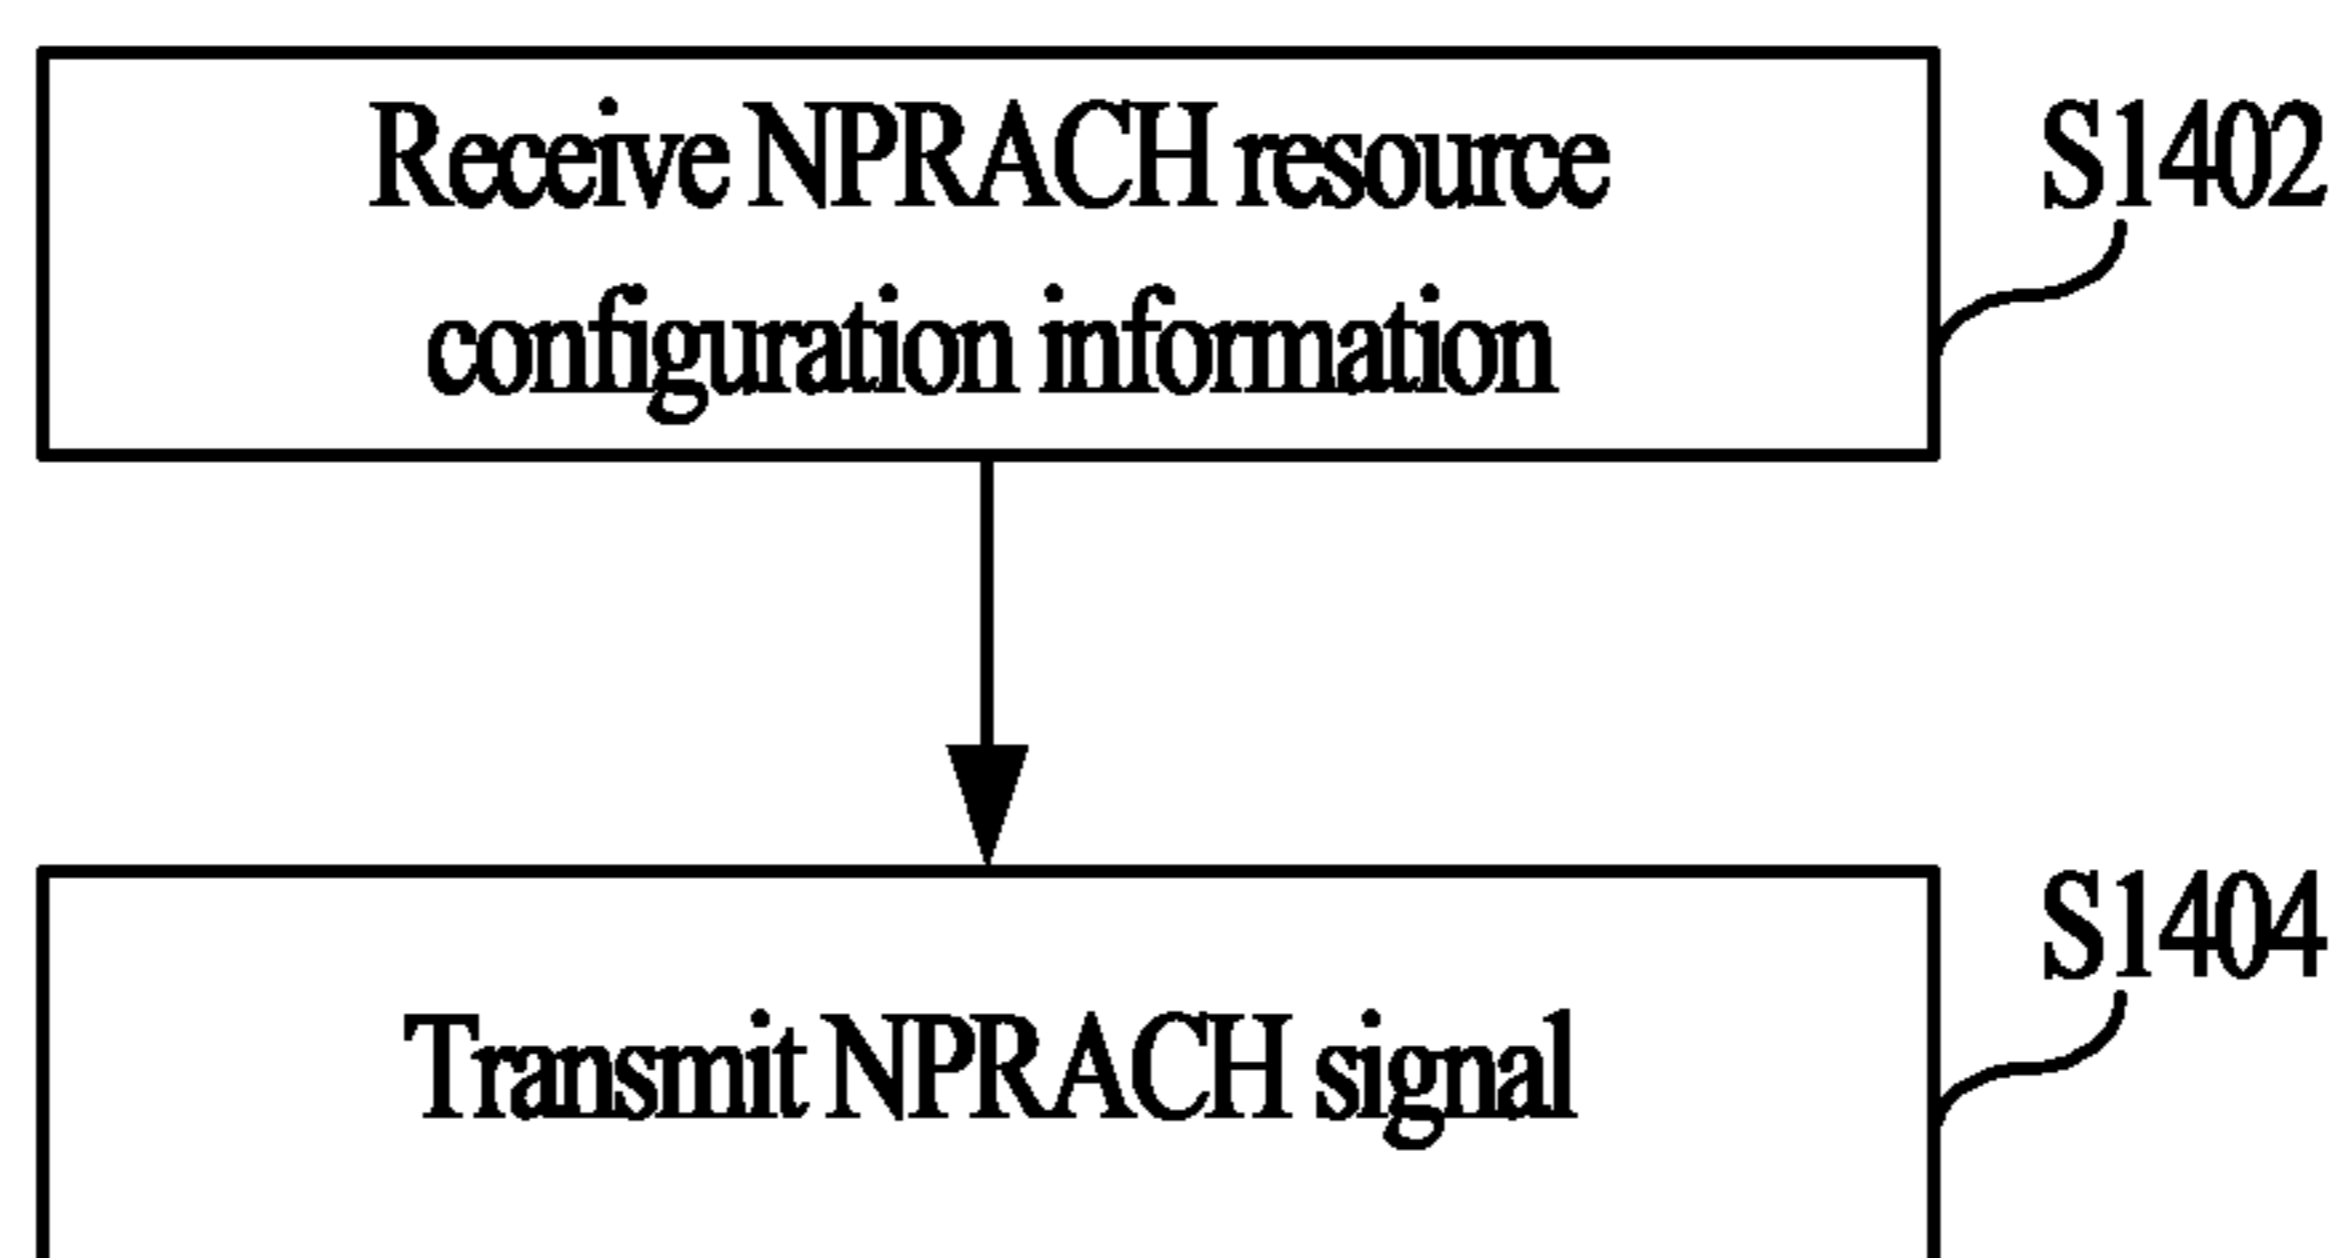 Receive NPRACH resource
configuration information
S1402
Transmit NPRACH signal
S1404